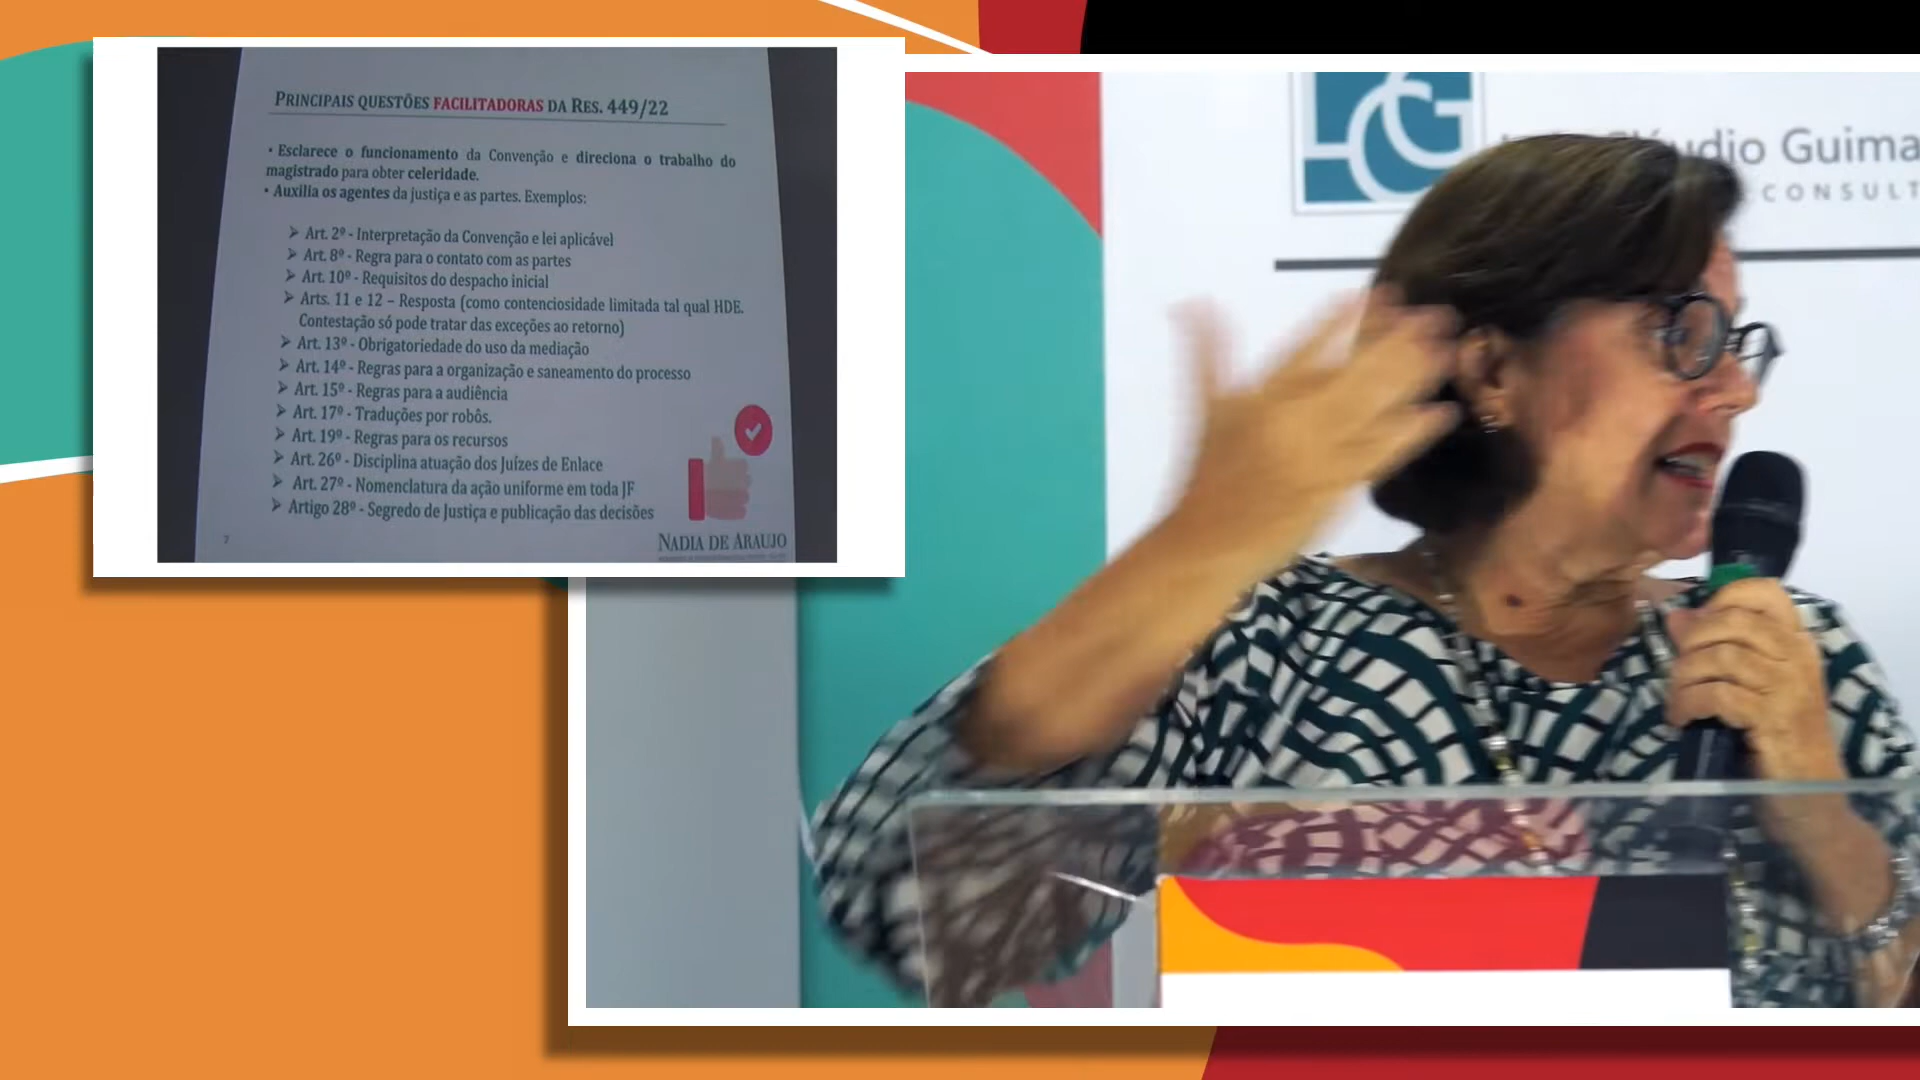 PRINCIPAIS QUESTÕES FACILITADORAS DA RES. 449/22
• Esclarece o funcionamento da Convenção e direciona o trabalho do
magistrado para obter celeridade.
• Auxilia os agentes da justiça e as partes. Exemplos:
➤ Art. 2º - Interpretação da Convenção e lei aplicável
➤ Art. 8º - Regra para o contato com as partes
➤ Art. 10º - Requisitos do despacho inicial
➤ Arts. 11 e 12 – Resposta (como contenciosidade limitada tal qual HDE.
Contestação só pode tratar das exceções ao retorno)
➤ Art. 13º - Obrigatoriedade do uso da mediação
➤ Art. 14º - Regras para a organização e saneamento do processo
➤ Art. 15º - Regras para a audiência
➤ Art. 17º - Traduções por robôs.
➤ Art. 19º - Regras para os recursos
➤ Art. 26º - Disciplina atuação dos Juízes de Enlace
➤ Art. 27º - Nomenclatura da ação uniforme em toda JF
➤ Artigo 28º - Segredo de Justiça e publicação das decisões
7
NADIA DE ARAUJO
LCG
Cláudio Guima
CONSULT